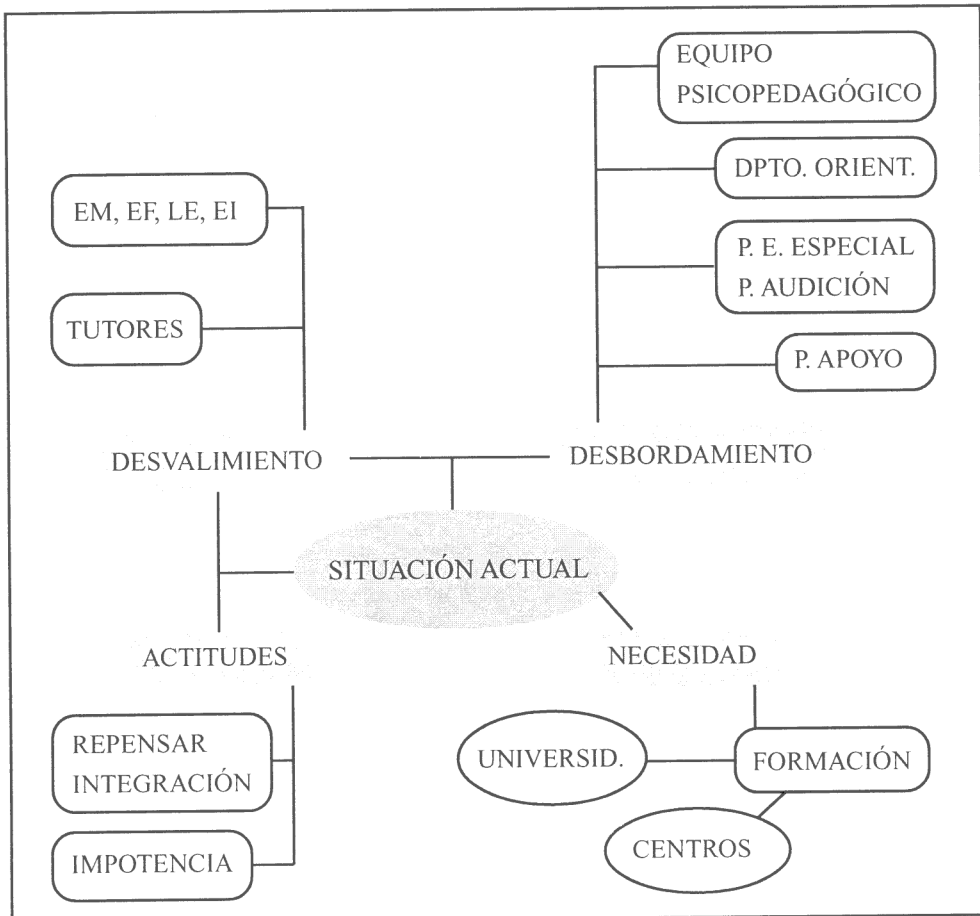 EQUIPO
PSICOPEDAGÓGICO
DPTO. ORIENT.
EM, EF, LE, EI
P. E. ESPECIAL
P. AUDICIÓN
TUTORES
P. APOYO
DESVALIMIENTO
DESBORDAMIENTO
SITUACIÓN ACTUAL
ACTITUDES
NECESIDAD
REPENSAR
INTEGRACIÓN
UNIVERSID.
FORMACIÓN
IMPOTENCIA
CENTROS